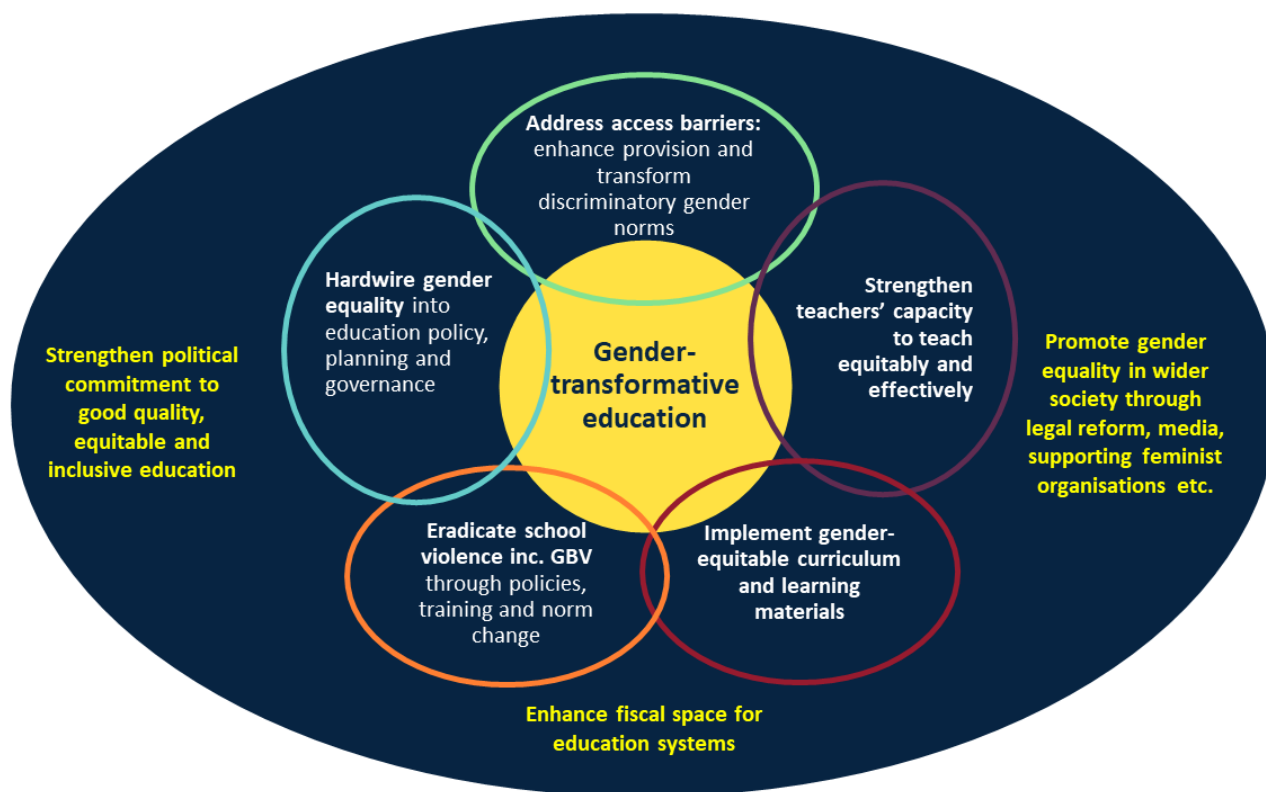 Address access barriers:
enhance provision and
transform
discriminatory gender
norms
Hardwire gender
equality into
education policy,
planning and
governance
Strengthen
teachers’ capacity
to teach
equitably and
effectively
Gender-
transformative
education
Strengthen political
commitment to
good quality,
equitable and
inclusive education
Promote gender
equality in wider
society through
legal reform, media,
supporting feminist
organisations etc.
Eradicate school
violence inc. GBV
through policies,
training and norm
change
Implement gender-
equitable curriculum
and learning
materials
Enhance fiscal space for
education systems